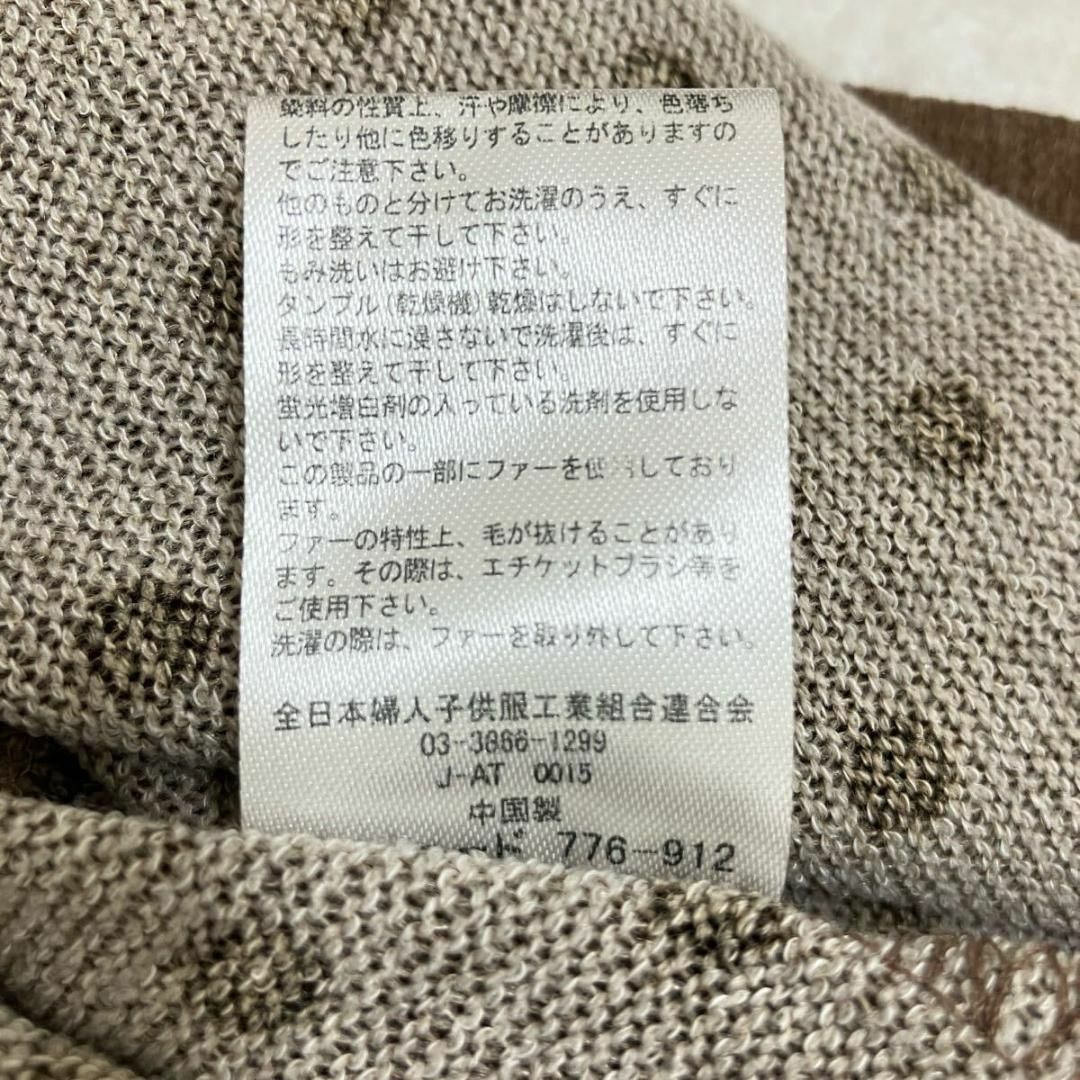 染料の性質上、汗や摩擦により、色落ち
したり他に色移りすることがありますの
でご注意下さい。
他のものと分けてお洗濯のうえ、すぐに
形を整えて干して下さい。
もみ洗いはお避け下さい。
タンブル(乾燥機)乾燥はしないで下さい。
長時間水に浸さないで洗濯後は、すぐに
形を整えて干して下さい。
蛍光増白剤の入っている洗剤を使用しな
いで下さい。
この製品の一部にファーを使用しており
ます。
ファーの特性上、毛が抜けることがあり
ます。その際は、エチケットブラシ等を
ご使用下さい。
洗濯の際は、ファーを取り外して下さい。
全日本婦人子供服工業組合連合会
03-3866-1299
J-AT 0015
中国製
ード 776-912